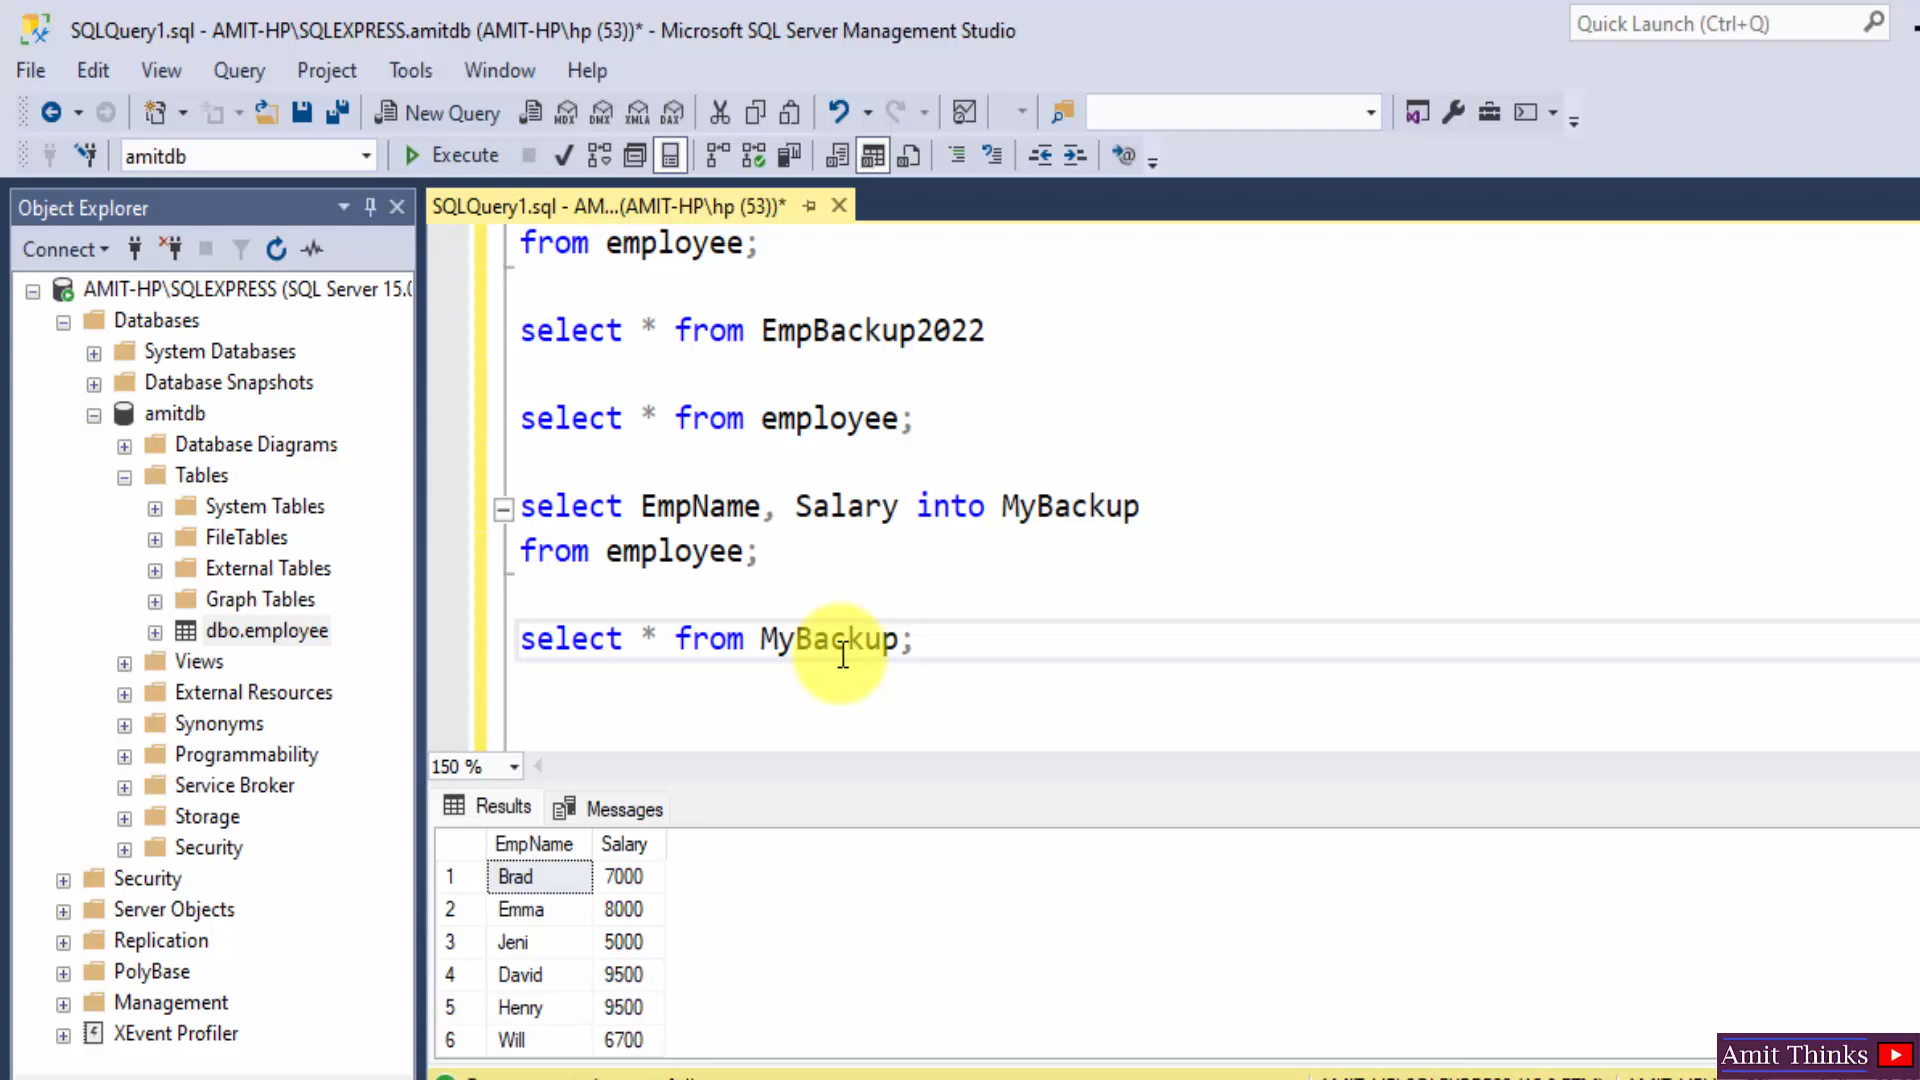 SQLQuery1.sql - AMIT-HP\SQLEXPRESS.amitdb (AMIT-HP\hp (53))* - Microsoft SQL Server Management Studio
Quick Launch (Ctrl+Q)
File Edit View Query Project Tools Window Help
New Query MDX DMX XMLA DAX
amitdb Execute
Object Explorer
SQLQuery1.sql - AM...(AMIT-HP\hp (53))*
Connect
AMIT-HP\SQLEXPRESS (SQL Server 15.0
Databases
System Databases
Database Snapshots
amitdb
Database Diagrams
Tables
System Tables
FileTables
External Tables
Graph Tables
dbo.employee
Views
External Resources
Synonyms
Programmability
Service Broker
Storage
Security
Security
Server Objects
Replication
PolyBase
Management
XEvent Profiler
from employee;
select * from EmpBackup2022
select * from employee;
select EmpName, Salary into MyBackup
from employee;
select * from MyBackup;
150 %
Results Messages
EmpName Salary
1 Brad 7000
2 Emma 8000
3 Jeni 5000
4 David 9500
5 Henry 9500
6 Will 6700
Amit Thinks